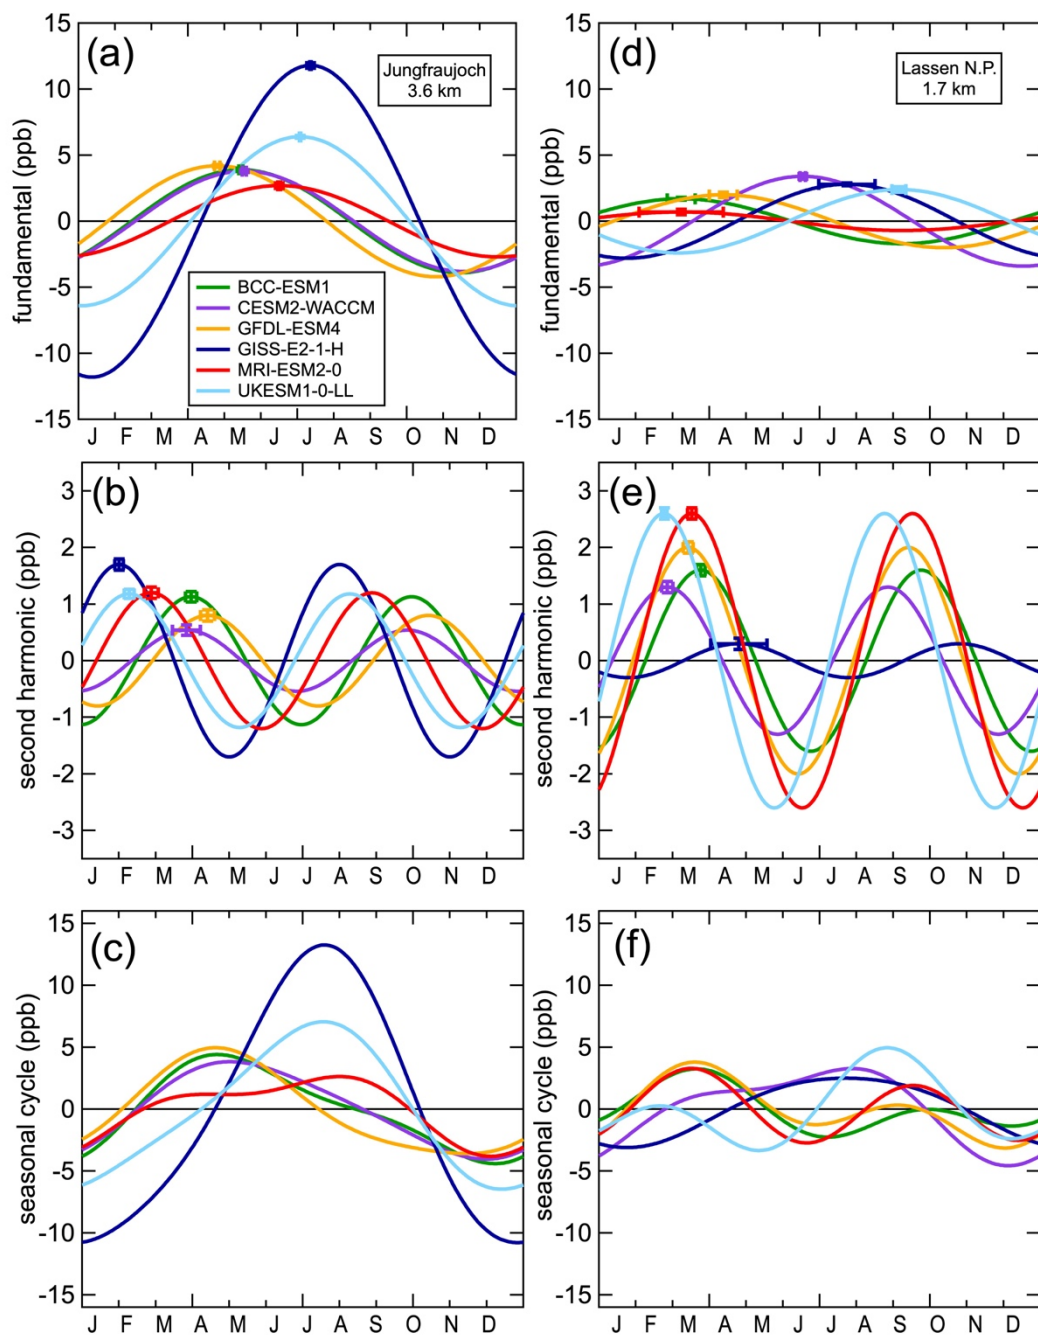 (a)
Jungfraujoch
3.6 km
fundamental (ppb)
15
10
5
0
-5
-10
-15
BCC-ESM1
CESM2-WACCM
GFDL-ESM4
GISS-E2-1-H
MRI-ESM2-0
UKESM1-0-LL
J F M A M J J A S O N D
(d)
Lassen N.P.
1.7 km
fundamental (ppb)
15
10
5
0
-5
-10
-15
J F M A M J J A S O N D
(b)
second harmonic (ppb)
3
2
1
0
-1
-2
-3
J F M A M J J A S O N D
(e)
second harmonic (ppb)
3
2
1
0
-1
-2
-3
J F M A M J J A S O N D
(c)
seasonal cycle (ppb)
15
10
5
0
-5
-10
-15
J F M A M J J A S O N D
(f)
seasonal cycle (ppb)
15
10
5
0
-5
-10
-15
J F M A M J J A S O N D